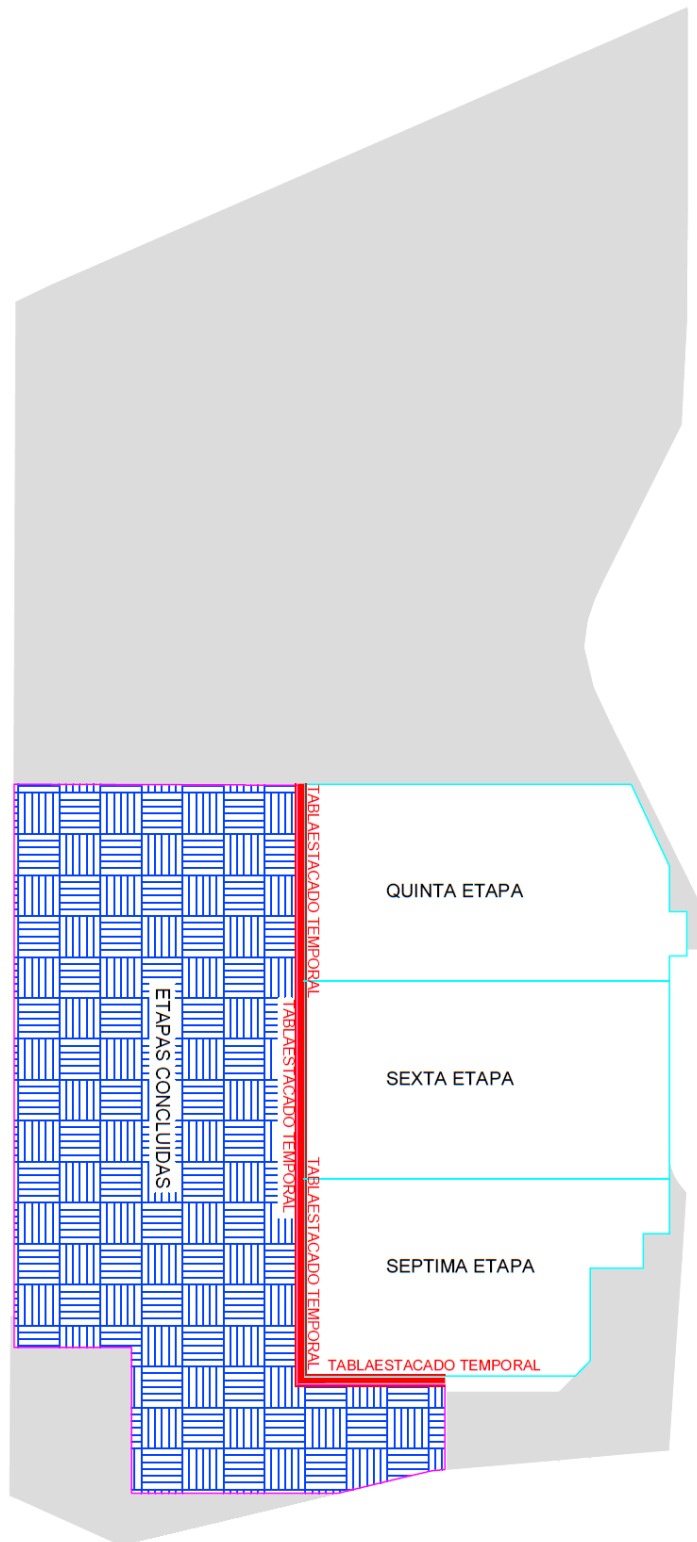 TABLAESTACADO TEMPORAL
QUINTA ETAPA
ETAPAS CONCLUIDAS
TABLAESTACADO TEMPORAL
SEXTA ETAPA
TABLAESTACADO TEMPORAL
SEPTIMA ETAPA
TABLAESTACADO TEMPORAL